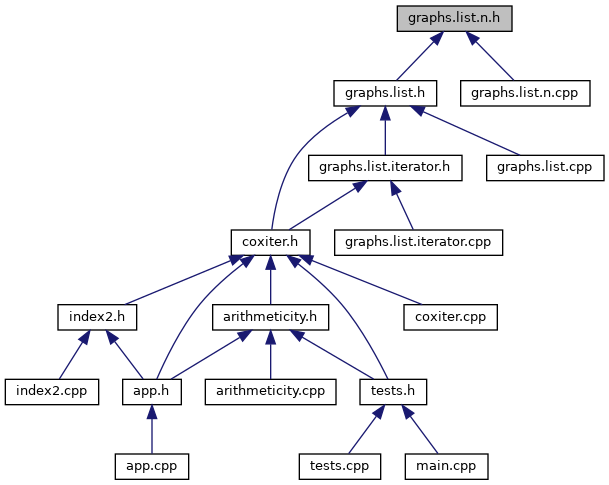 graphs.list.n.h
graphs.list.h
graphs.list.n.cpp
graphs.list.iterator.h
graphs.list.cpp
coxiter.h
graphs.list.iterator.cpp
index2.h
arithmeticity.h
coxiter.cpp
index2.cpp
app.h
arithmeticity.cpp
tests.h
app.cpp
tests.cpp
main.cpp